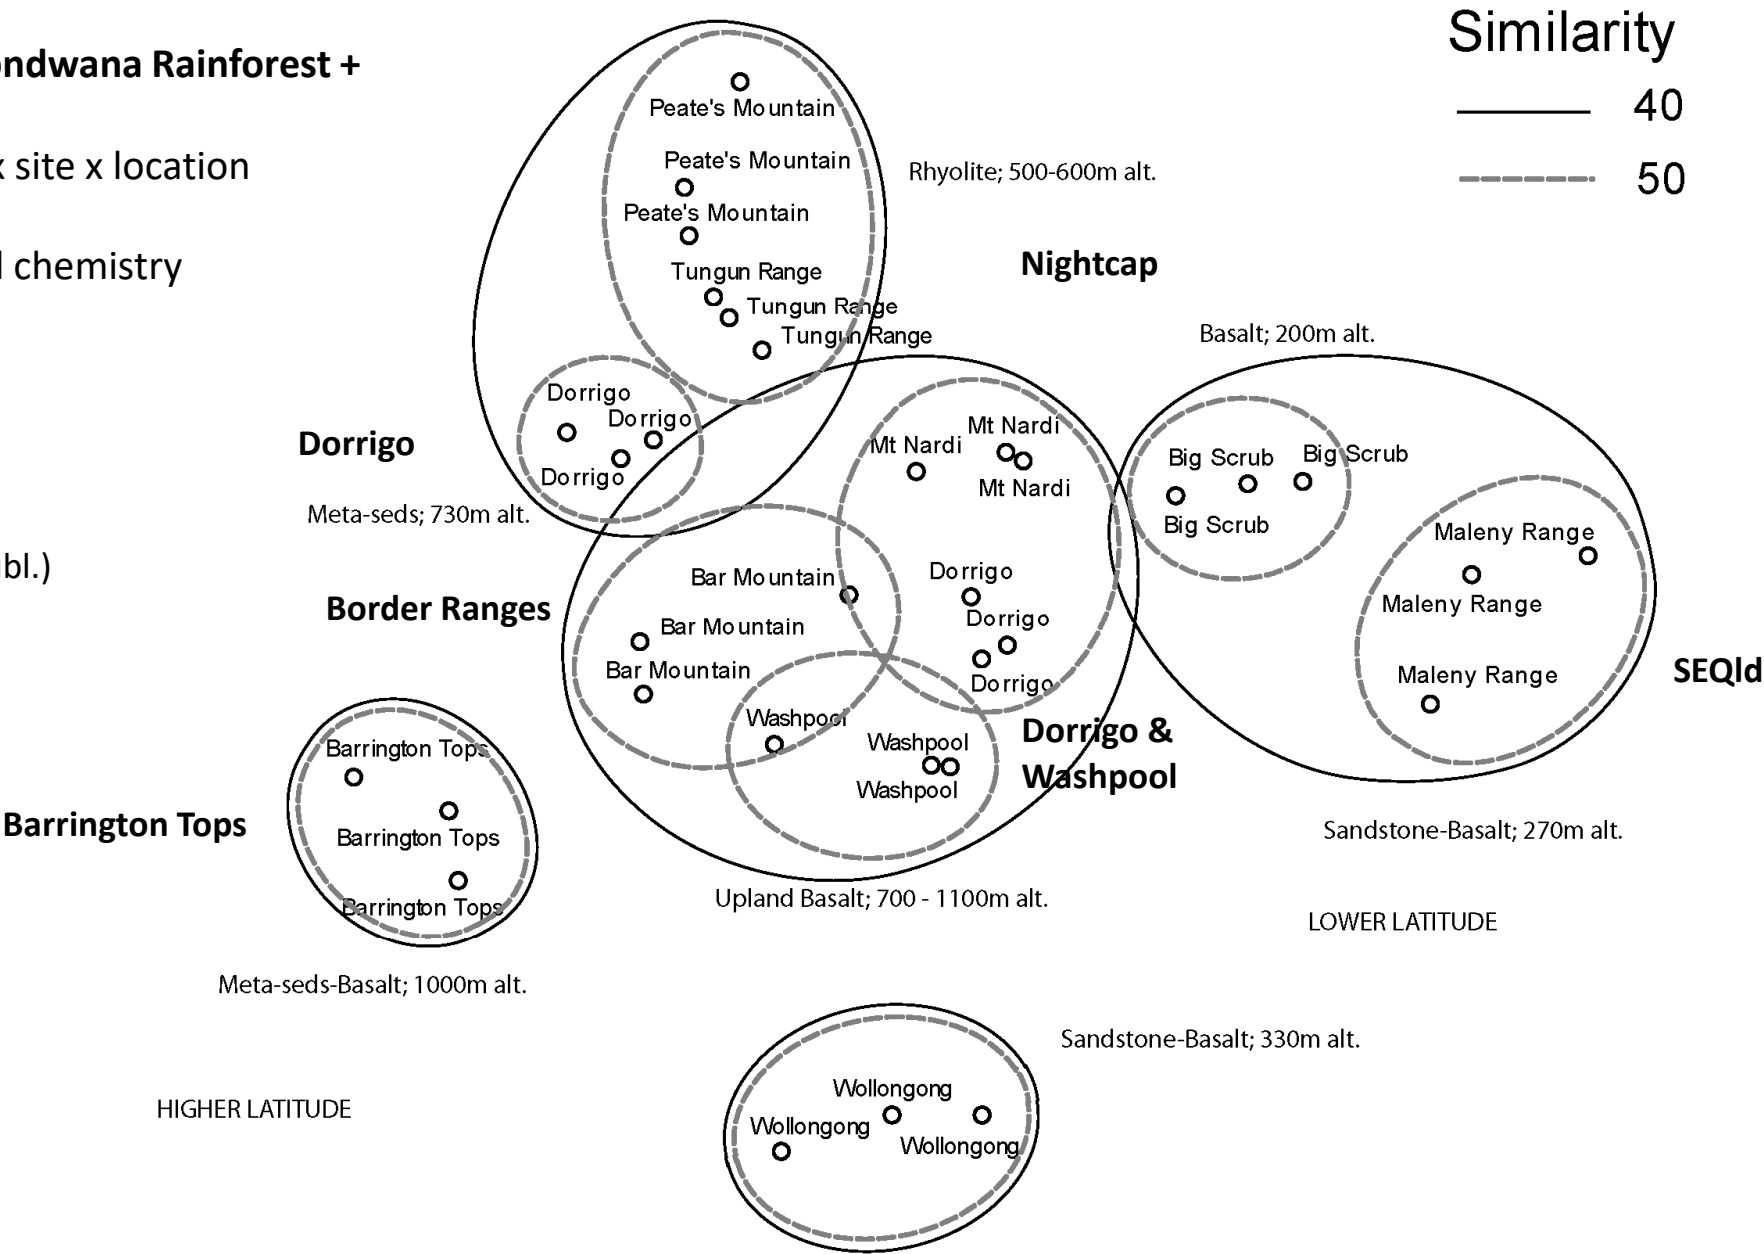 ondwana Rainforest +
x site x location
l chemistry
bl.)
Similarity
40
50
Peate's Mountain
Peate's Mountain
Peate's Mountain
Tungun Range
Tungun Range
Tungun Range
Rhyolite; 500-600m alt.
Nightcap
Basalt; 200m alt.
Dorrigo
Dorrigo
Dorrigo
Dorrigo
Meta-seds; 730m alt.
Mt Nardi
Mt Nardi
Mt Nardi
Big Scrub
Big Scrub
Big Scrub
Maleny Range
Maleny Range
Maleny Range
SEQld
Border Ranges
Bar Mountain
Bar Mountain
Bar Mountain
Dorrigo
Dorrigo
Dorrigo
Washpool
Washpool
Washpool
Dorrigo &
Washpool
Barrington Tops
Barrington Tops
Barrington Tops
Barrington Tops
Sandstone-Basalt; 270m alt.
Upland Basalt; 700 - 1100m alt.
LOWER LATITUDE
Meta-seds-Basalt; 1000m alt.
Sandstone-Basalt; 330m alt.
HIGHER LATITUDE
Wollongong
Wollongong
Wollongong